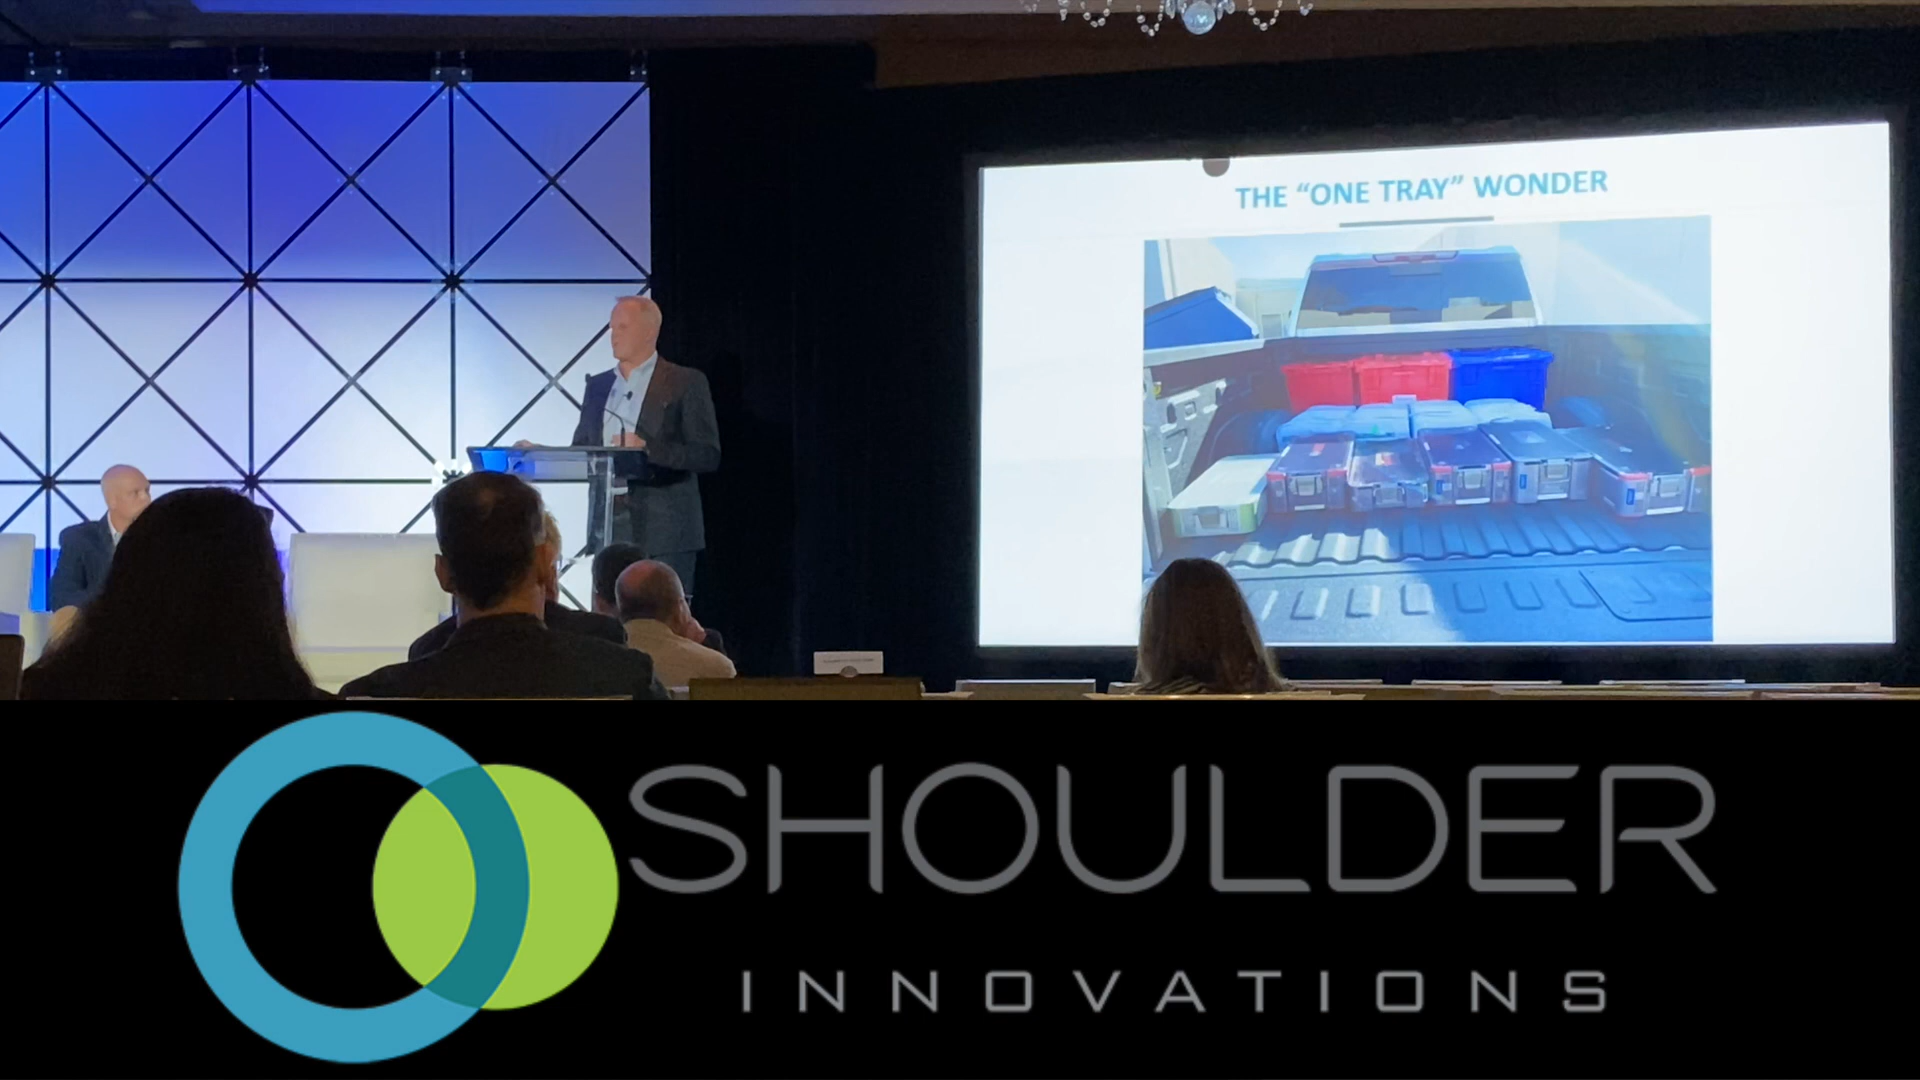 THE “ONE TRAY” WONDER
SHOULDER
INNOVATIONS